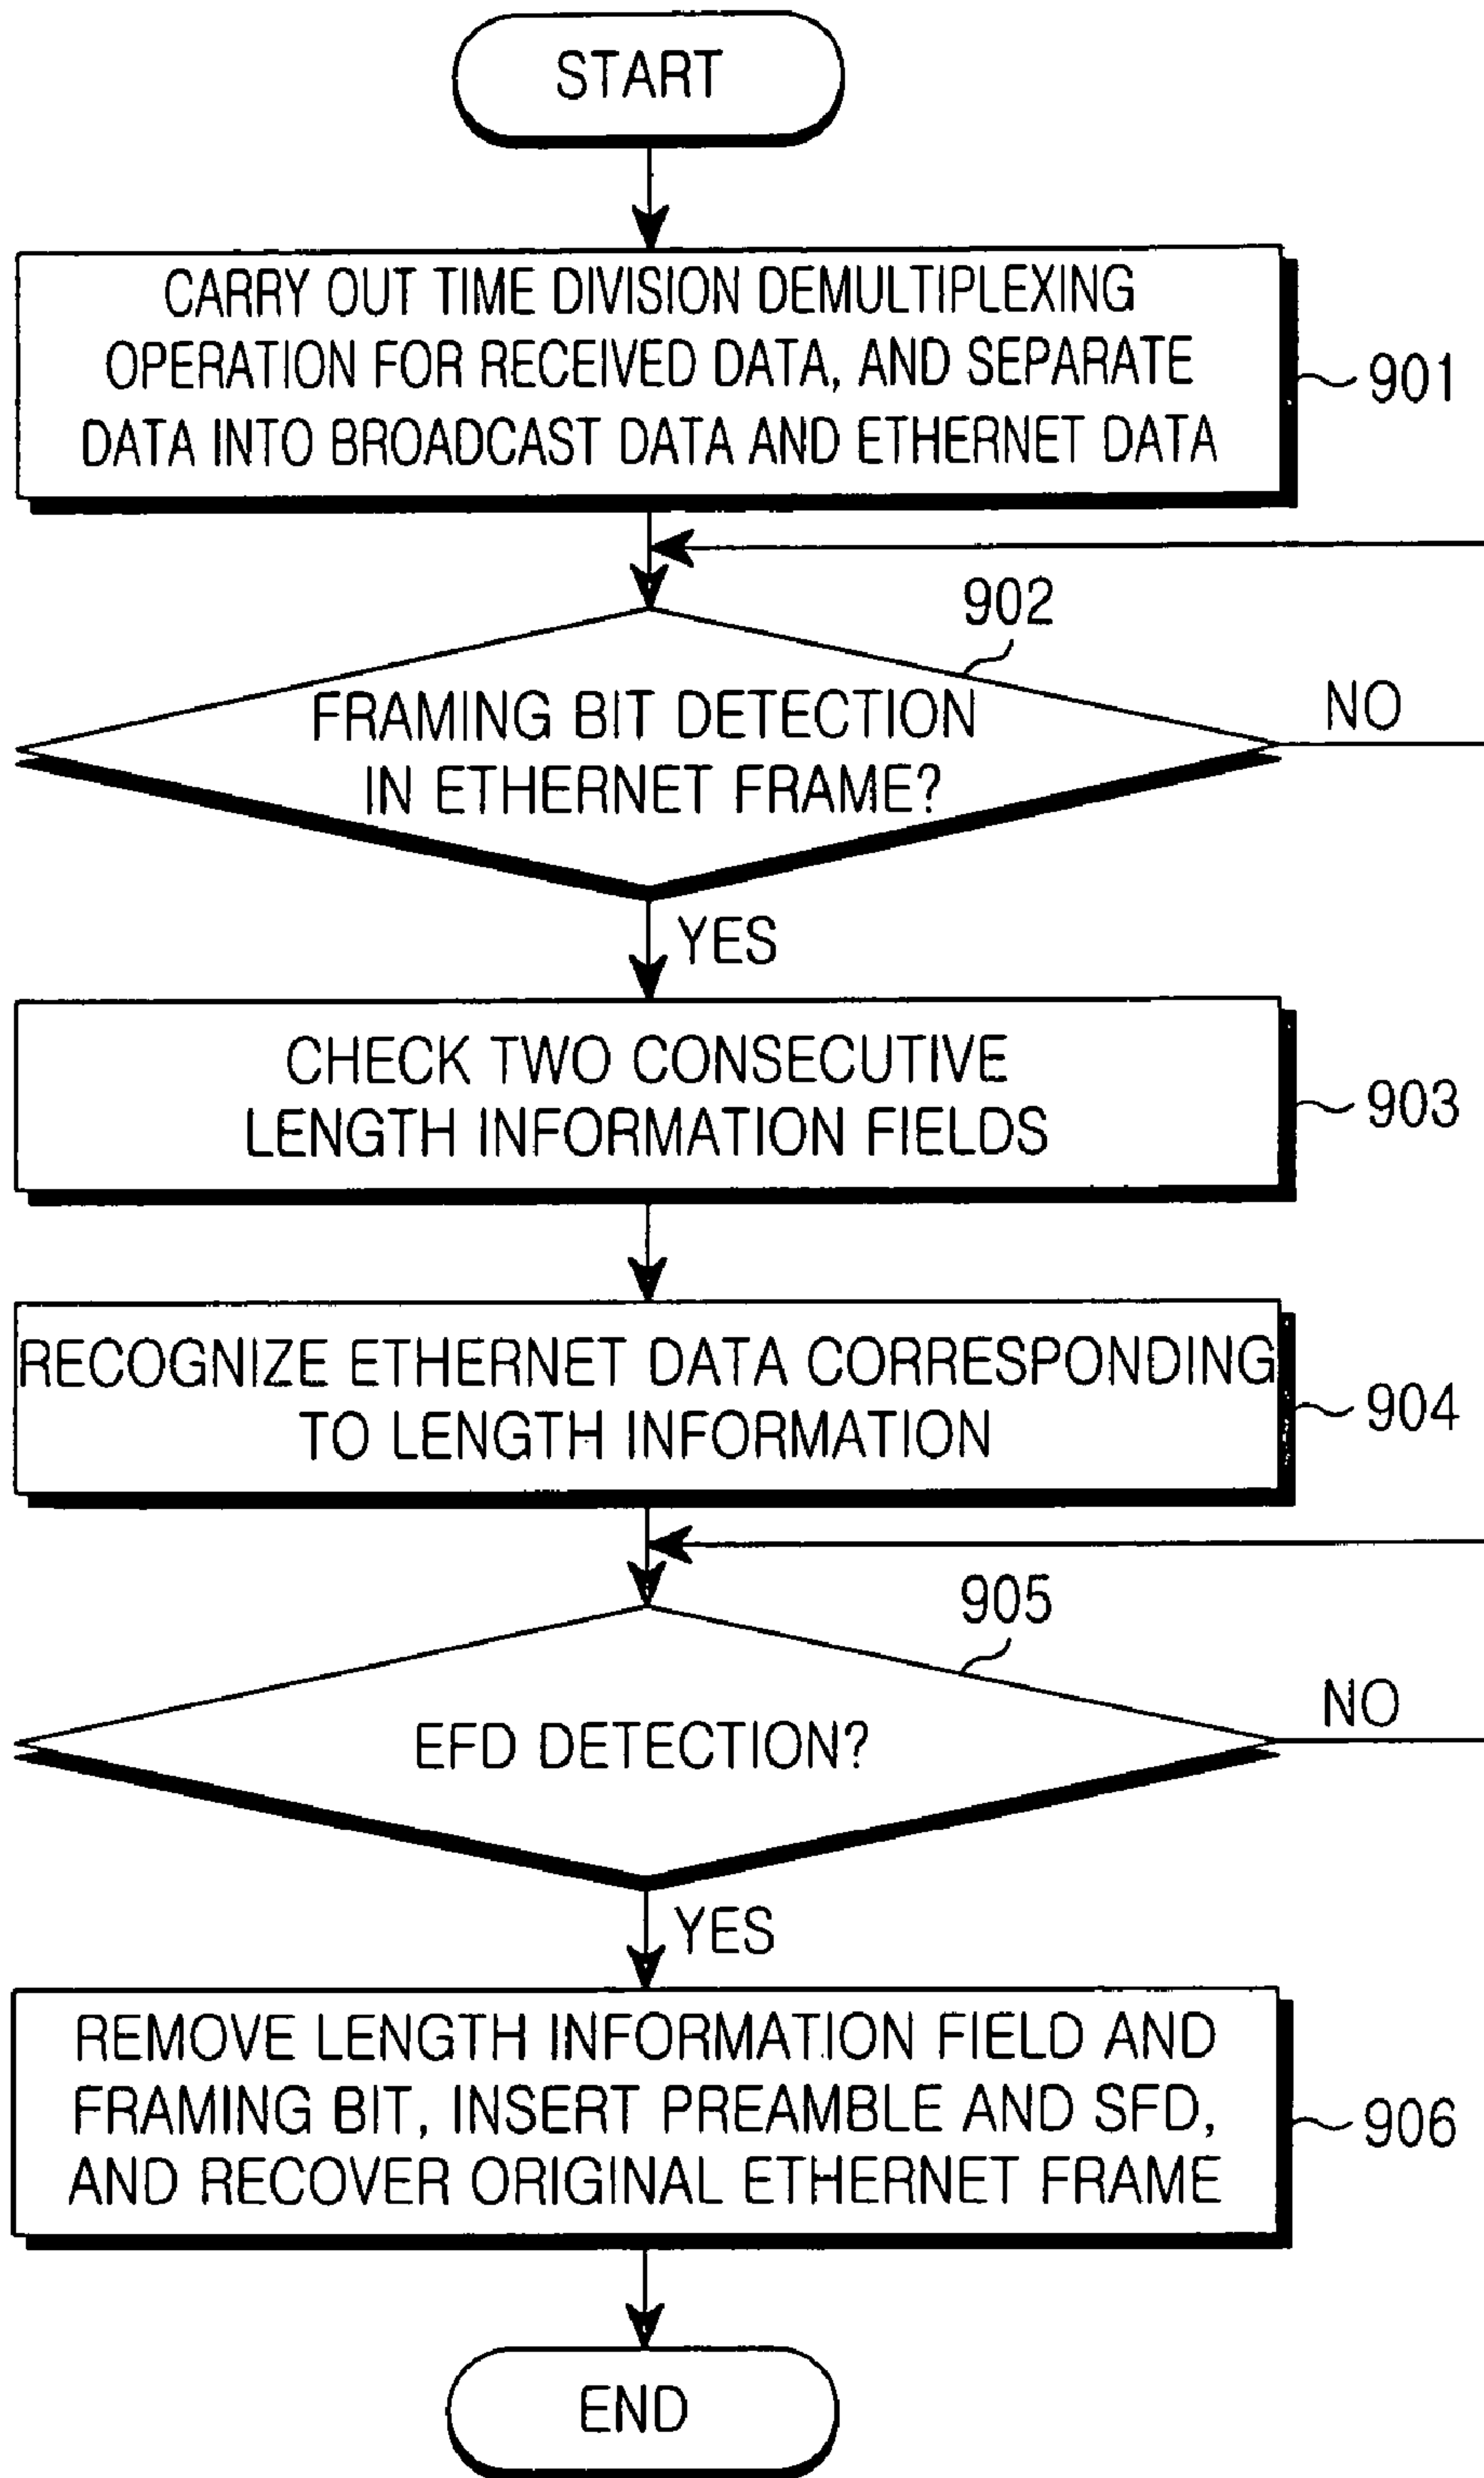 START
CARRY OUT TIME DIVISION DEMULTIPLEXING
OPERATION FOR RECEIVED DATA, AND SEPARATE
DATA INTO BROADCAST DATA AND ETHERNET DATA
901
902
FRAMING BIT DETECTION
IN ETHERNET FRAME?
NO
YES
CHECK TWO CONSECUTIVE
LENGTH INFORMATION FIELDS
903
RECOGNIZE ETHERNET DATA CORRESPONDING
TO LENGTH INFORMATION
904
905
EFD DETECTION?
NO
YES
REMOVE LENGTH INFORMATION FIELD AND
FRAMING BIT, INSERT PREAMBLE AND SFD,
AND RECOVER ORIGINAL ETHERNET FRAME
906
END